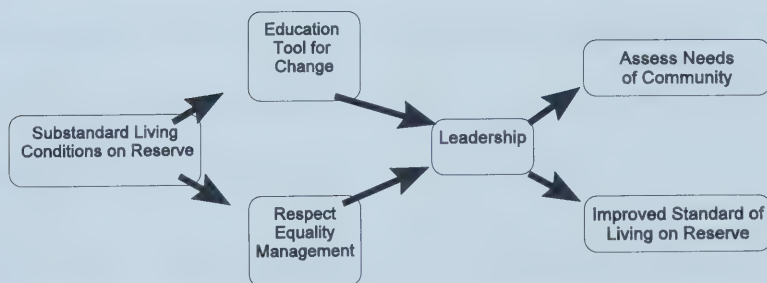 Substandard Living
Conditions on Reserve
Education
Tool for
Change
Respect
Equality
Management
Leadership
Assess Needs
of Community
Improved Standard of
Living on Reserve